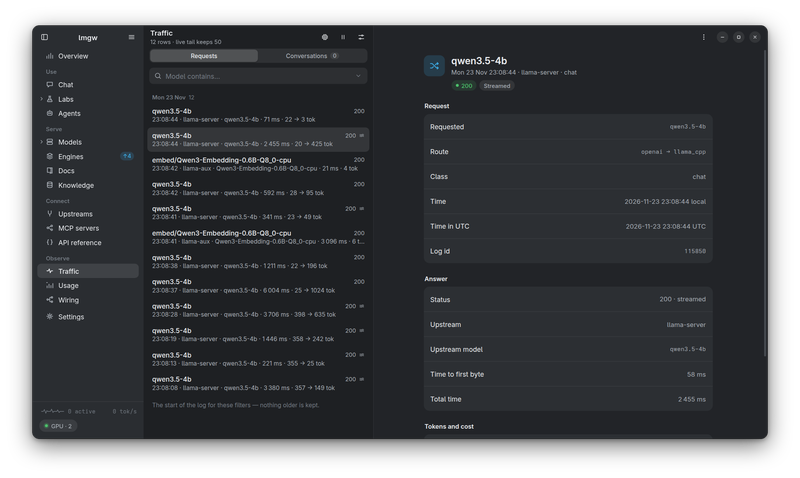 lmgw
Overview
Use
Chat
Labs
Agents
Serve
Models
Engines
4
Docs
Knowledge
Connect
Upstreams
MCP servers
API reference
Observe
Traffic
Usage
Wiring
Settings
0 active 0 tok/s
GPU · 2
Traffic
12 rows · live tail keeps 50
Requests
Conversations 0
Model contains...
Mon 23 Nov 12
qwen3.5-4b 200
23:08:44 · llama-server · qwen3.5-4b · 71 ms · 22 → 3 tok
qwen3.5-4b 200
23:08:44 · llama-server · qwen3.5-4b · 2 455 ms · 20 → 425 tok
embed/Qwen3-Embedding-0.6B-Q8_0-cpu 200
23:08:42 · llama-aux · Qwen3-Embedding-0.6B-Q8_0-cpu · 21 ms · 4 tok
qwen3.5-4b 200
23:08:42 · llama-server · qwen3.5-4b · 592 ms · 28 → 95 tok
qwen3.5-4b 200
23:08:41 · llama-server · qwen3.5-4b · 341 ms · 23 → 49 tok
embed/Qwen3-Embedding-0.6B-Q8_0-cpu 200
23:08:41 · llama-aux · Qwen3-Embedding-0.6B-Q8_0-cpu · 3 096 ms · 6 t...
qwen3.5-4b 200
23:08:38 · llama-server · qwen3.5-4b · 1 211 ms · 22 → 196 tok
qwen3.5-4b 200
23:08:37 · llama-server · qwen3.5-4b · 6 004 ms · 25 → 1024 tok
qwen3.5-4b 200
23:08:28 · llama-server · qwen3.5-4b · 3 706 ms · 398 → 635 tok
qwen3.5-4b 200
23:08:19 · llama-server · qwen3.5-4b · 1 446 ms · 358 → 242 tok
qwen3.5-4b 200
23:08:13 · llama-server · qwen3.5-4b · 221 ms · 355 → 25 tok
qwen3.5-4b 200
23:08:08 · llama-server · qwen3.5-4b · 3 380 ms · 357 → 149 tok
The start of the log for these filters — nothing older is kept.
qwen3.5-4b
Mon 23 Nov 23:08:44 · llama-server · chat
200 Streamed
Request
Requested qwen3.5-4b
Route openai → llama_cpp
Class chat
Time 2026-11-23 23:08:44 local
Time in UTC 2026-11-23 23:08:44 UTC
Log id 115858
Answer
Status 200 · streamed
Upstream llama-server
Upstream model qwen3.5-4b
Time to first byte 58 ms
Total time 2 455 ms
Tokens and cost